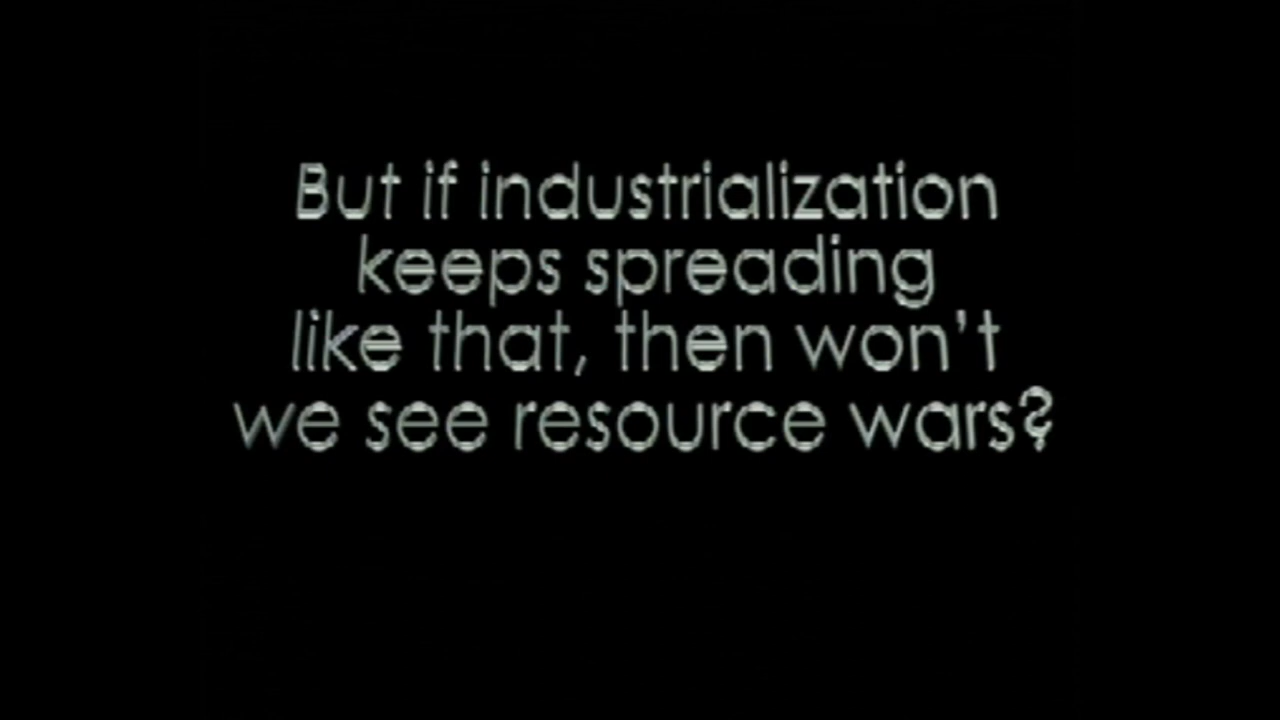 But if industrialization
keeps spreading
like that, then won't
we see resource wars?